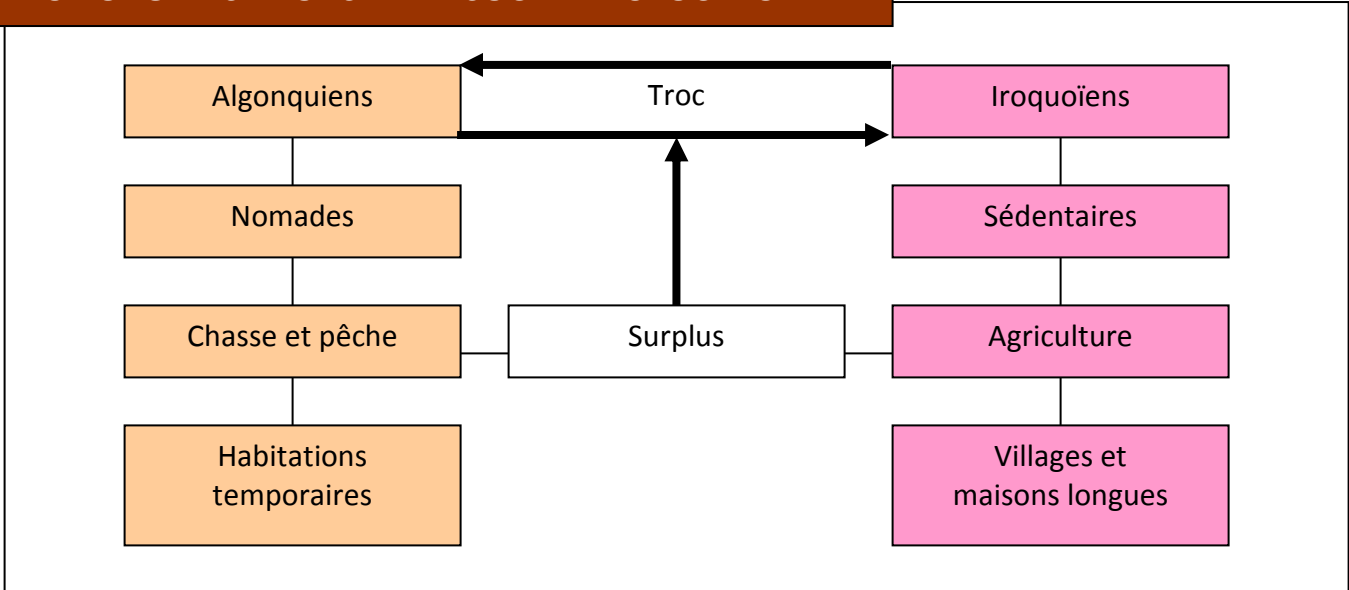 Algonquiens
Troc
Iroquoïens
Nomades
Sédentaires
Chasse et pêche
Surplus
Agriculture
Habitations
temporaires
Villages et
maisons longues